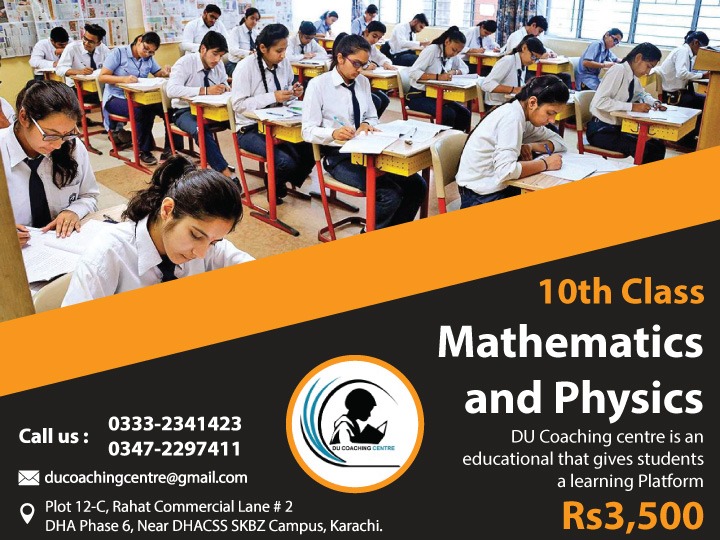 10th Class
Mathematics
and Physics
DU Coaching centre is an
educational that gives students
a learning Platform
Rs3,500
DU COACHING CENTRE
Call us :
0333-2341423
0347-2297411
ducoachingcentre@gmail.com
Plot 12-C, Rahat Commercial Lane # 2
DHA Phase 6, Near DHACSS SKBZ Campus, Karachi.